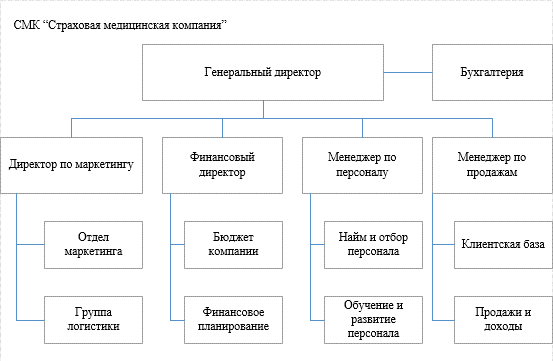 СМК “Страховая медицинская компания”
Генеральный директор
Бухгалтерия
Директор по маркетингу
Финансовый
директор
Менеджер по
персоналу
Менеджер по
продажам
Отдел
маркетинга
Бюджет
компании
Найм и отбор
персонала
Клиентская база
Группа
логистики
Финансовое
планирование
Обучение и
развитие
персонала
Продажи и
доходы